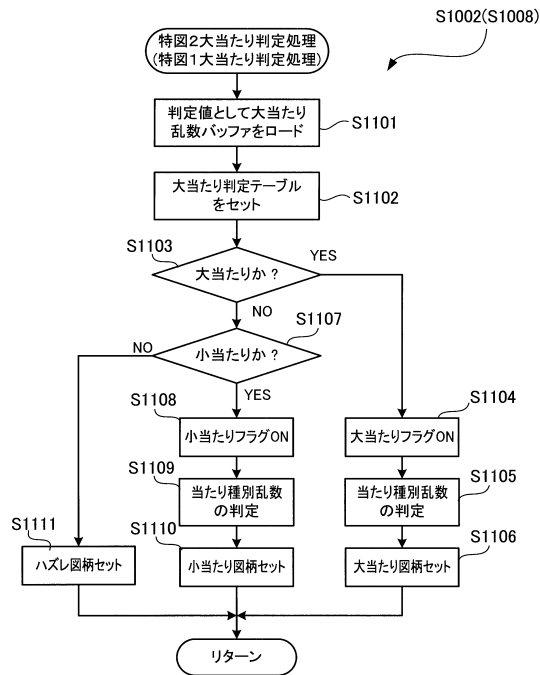 S1002(S1008)
特図２大当たり判定処理
(特図１大当たり判定処理)
判定値として大当たり
乱数バッファをロード
S1101
大当たり判定テーブル
をセット
S1102
S1103
大当たりか？
YES
NO
S1107
小当たりか？
NO
YES
S1108
小当たりフラグON
S1104
大当たりフラグON
S1109
当たり種別乱数
の判定
S1105
当たり種別乱数
の判定
S1111
ハズレ図柄セット
S1110
小当たり図柄セット
S1106
大当たり図柄セット
リターン